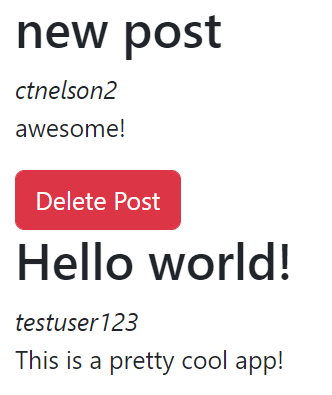 new post
ctnelson2
awesome!
Delete Post
Hello world!
testuser123
This is a pretty cool app!